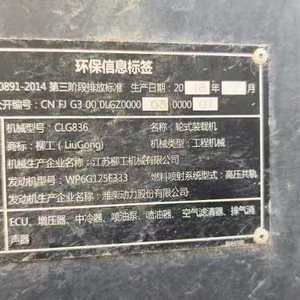 环保信息标签
0891-2014 第三阶段排放标准 生产日期：20 18年
开编号：CN FJ G3 00 0L6Z0000 03 0000 01
机械型号：CLG836
名称：轮式装载机
商标：柳工（LiuGong）
机械类型：工程机械
机械生产企业名称：江苏柳工机械有限公司
发动机型号：WP6G125E333
燃料喷射系统型式：高压共轨
发动机生产企业名称：潍柴动力股份有限公司
ECU、增压器、中冷器、喷油泵、喷油器、空气滤清器、排气消
声器